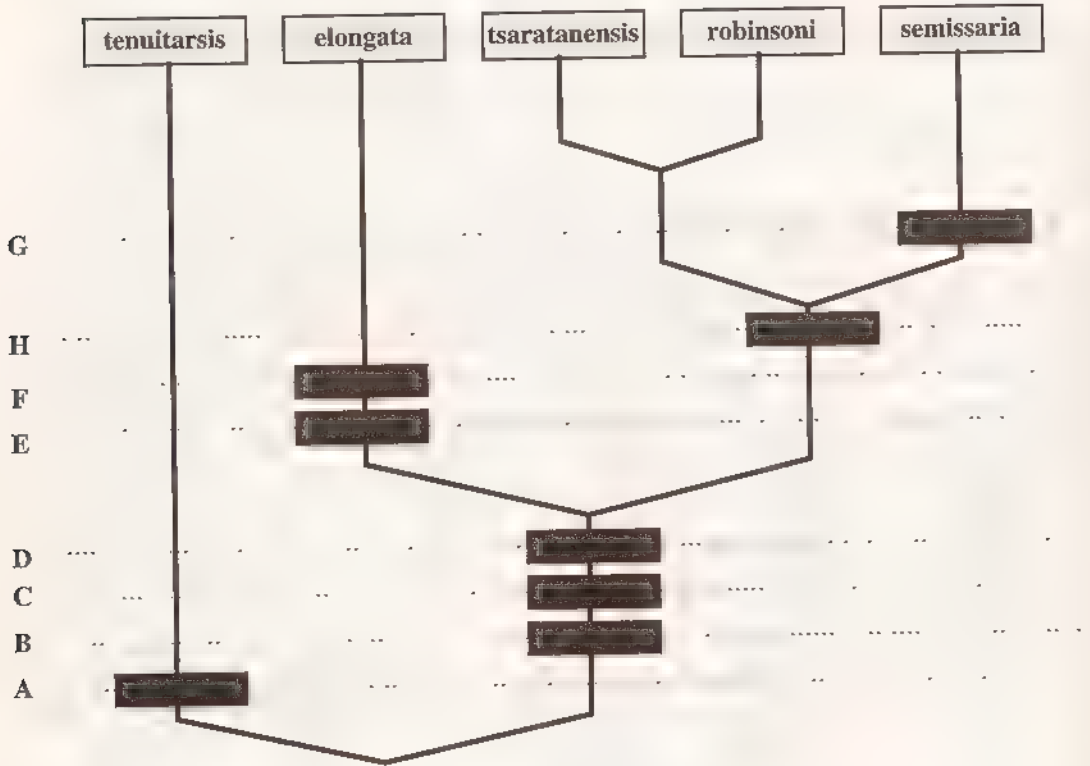 tenuitarsis elongata tsaratanensis robinsoni semissaria
G
H
F
E
D
C
B
A